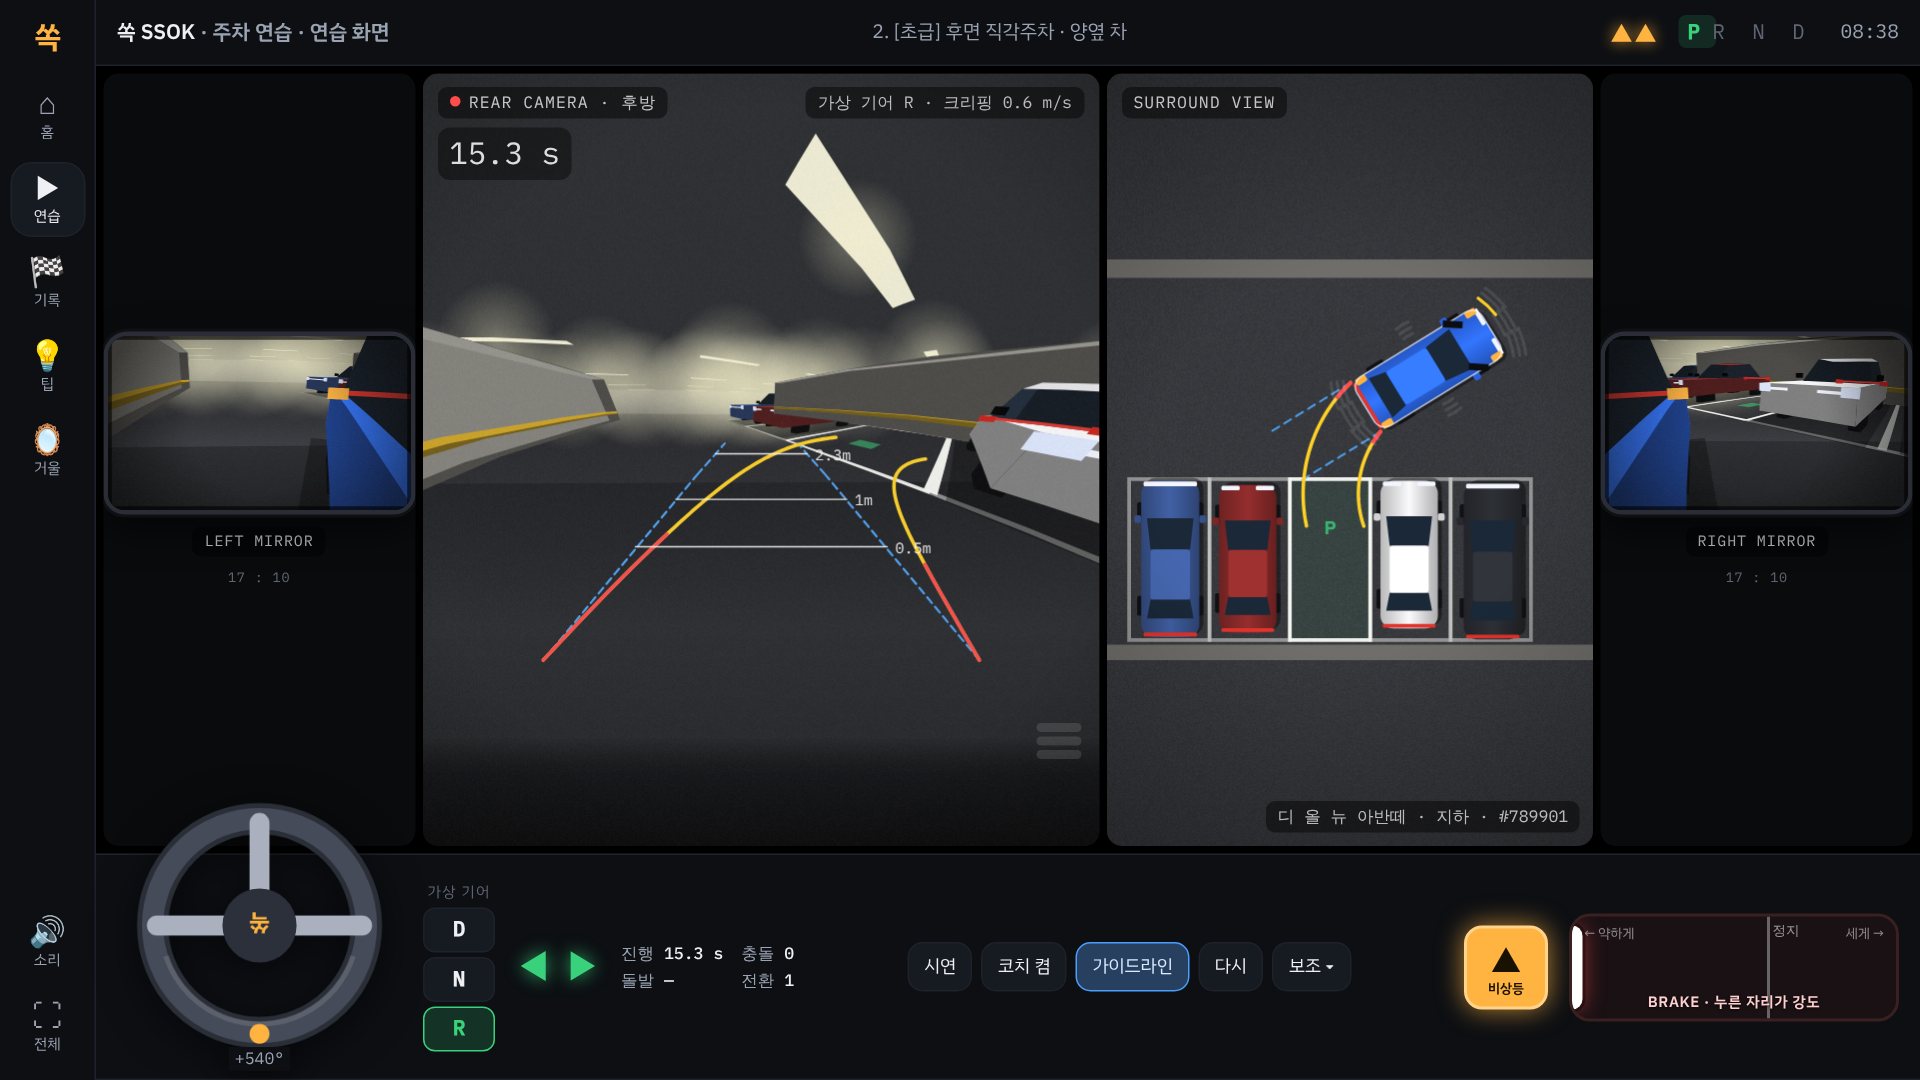 쏙
쏙 SSOK · 주차 연습 · 연습 화면
2. [초급] 후면 직각주차 · 양옆 차
P R N D
08:38
홈
연습
기록
팁
거울
소리
전체
REAR CAMERA · 후방
가상 기어 R · 크리핑 0.6 m/s
15.3 s
2.3m
1m
0.5m
SURROUND VIEW
P
디 올 뉴 아반떼 · 지하 · #789901
LEFT MIRROR
17 : 10
RIGHT MIRROR
17 : 10
쏙
+540°
가상 기어
D
N
R
진행 15.3 s 충돌 0
돌발 — 전환 1
시연
코치 켬
가이드라인
다시
보조
비상등
←약하게
정지
세게→
BRAKE · 누른 자리가 강도